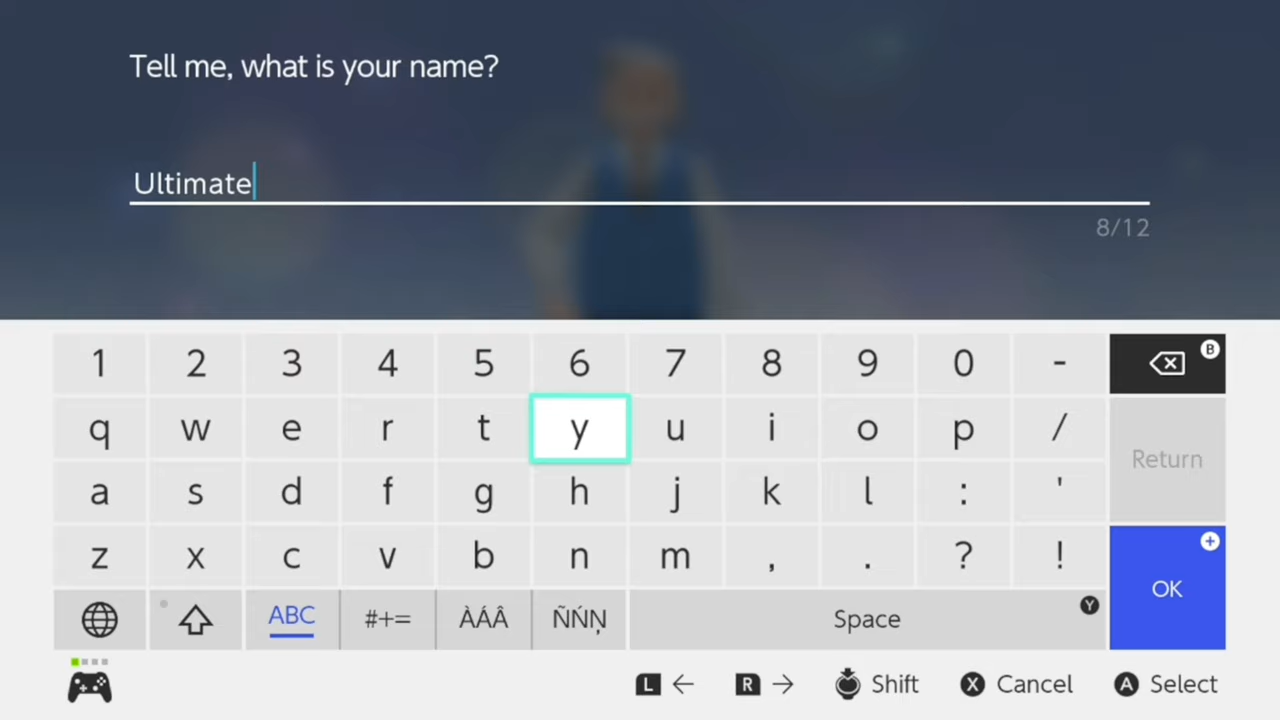 Tell me, what is your name?
Ultimate
8/12
1 2 3 4 5 6 7 8 9 0 - B
q w e r t y u i o p /
Return
a s d f g h j k l : '
z x c v b n m , . ? ! +
OK
ABC #+= ÀÁÂ ÑŃŅ Space Y
L ← R → Shift X Cancel A Select